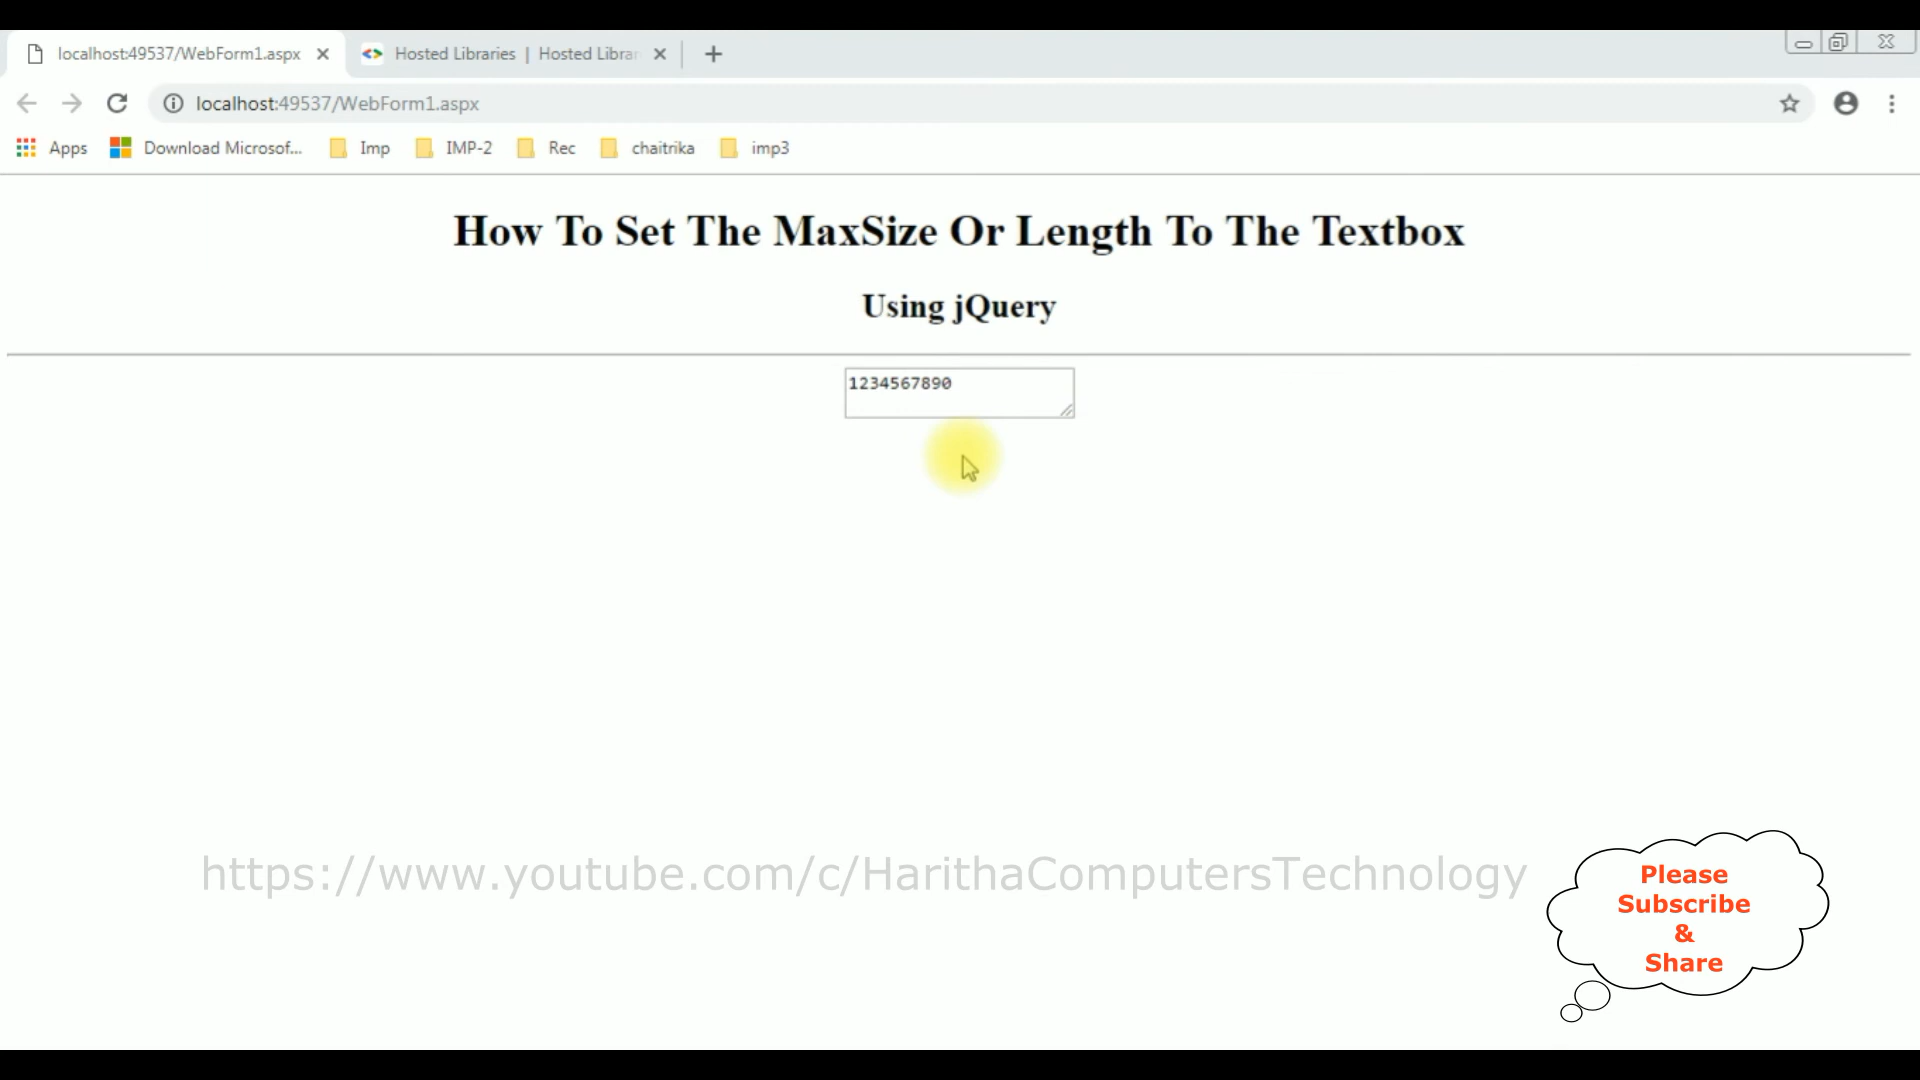 localhost:49537/WebForm1.aspx
Hosted Libraries | Hosted Librar
localhost:49537/WebForm1.aspx
Apps
Download Microsof...
Imp
IMP-2
Rec
chaitrika
imp3
How To Set The MaxSize Or Length To The Textbox
Using jQuery
1234567890
https://www.youtube.com/c/HarithaComputersTechnology
Please
Subscribe
&
Share